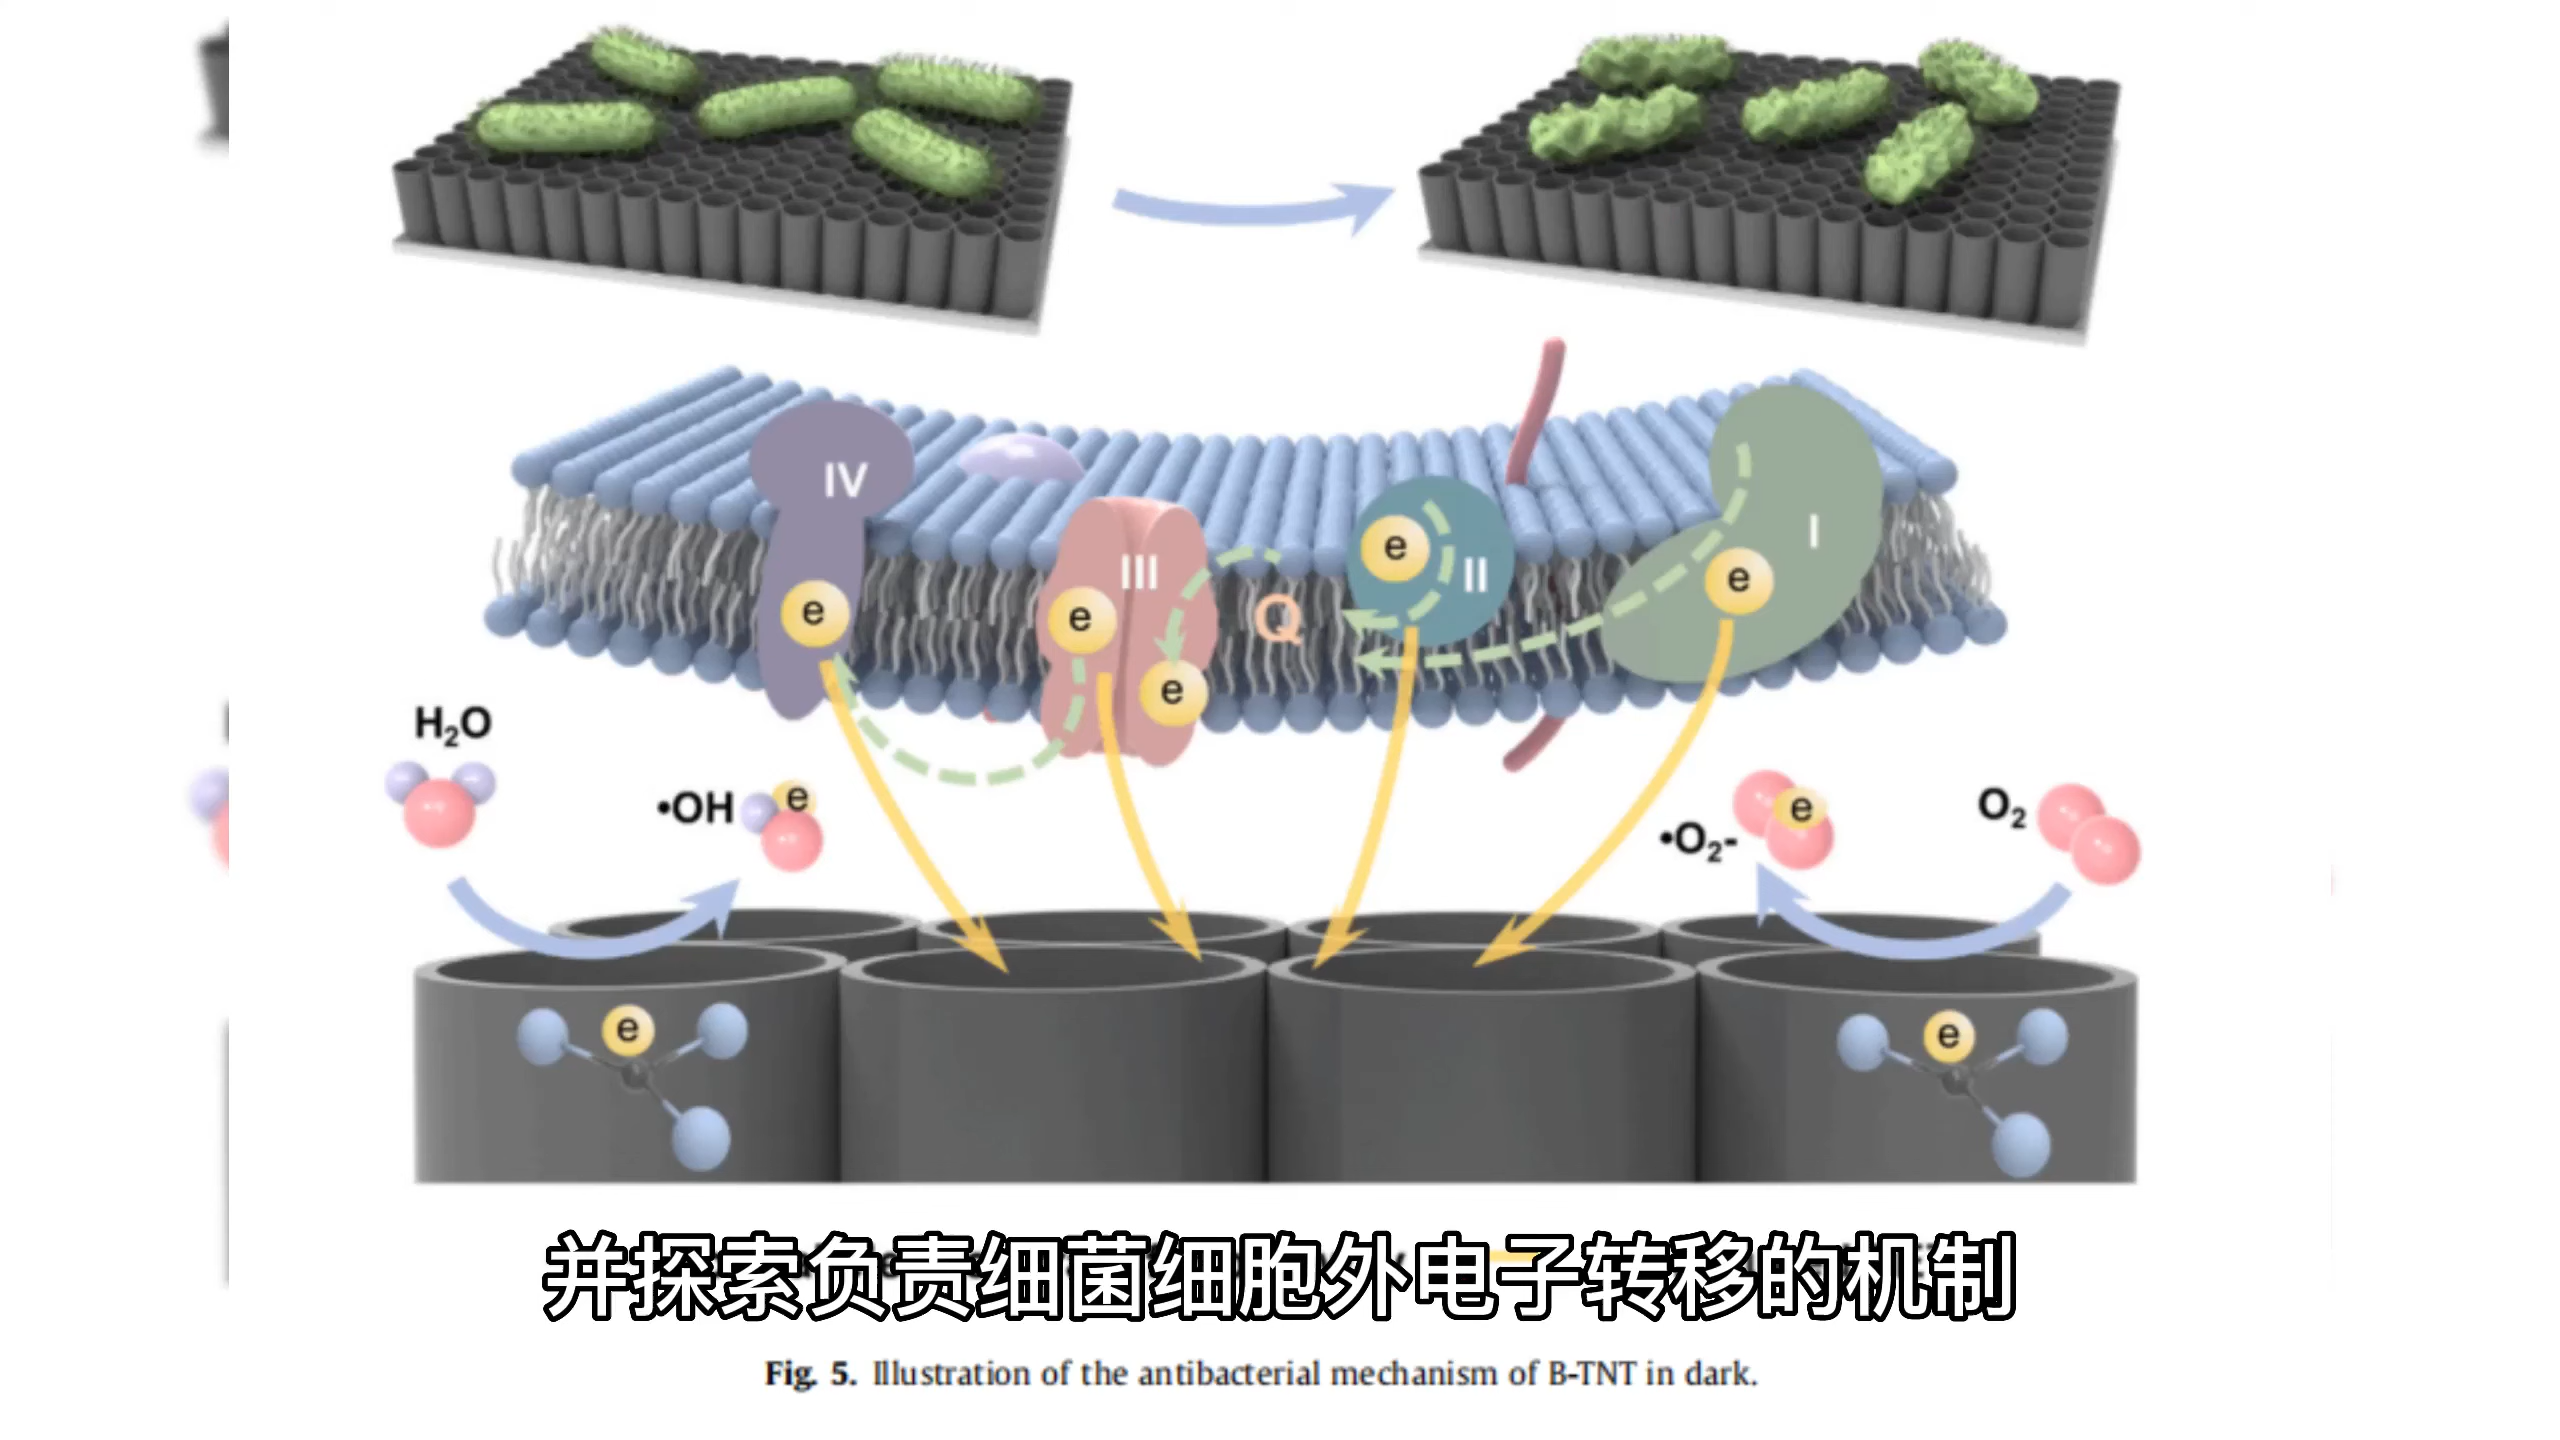 IV
III
II
I
e
e
e
e
e
Q
H₂O
•OH
e
•O₂-
e
O₂
e
e
并探索负责细菌细胞外电子转移的机制
Fig. 5. Illustration of the antibacterial mechanism of B-TNT in dark.